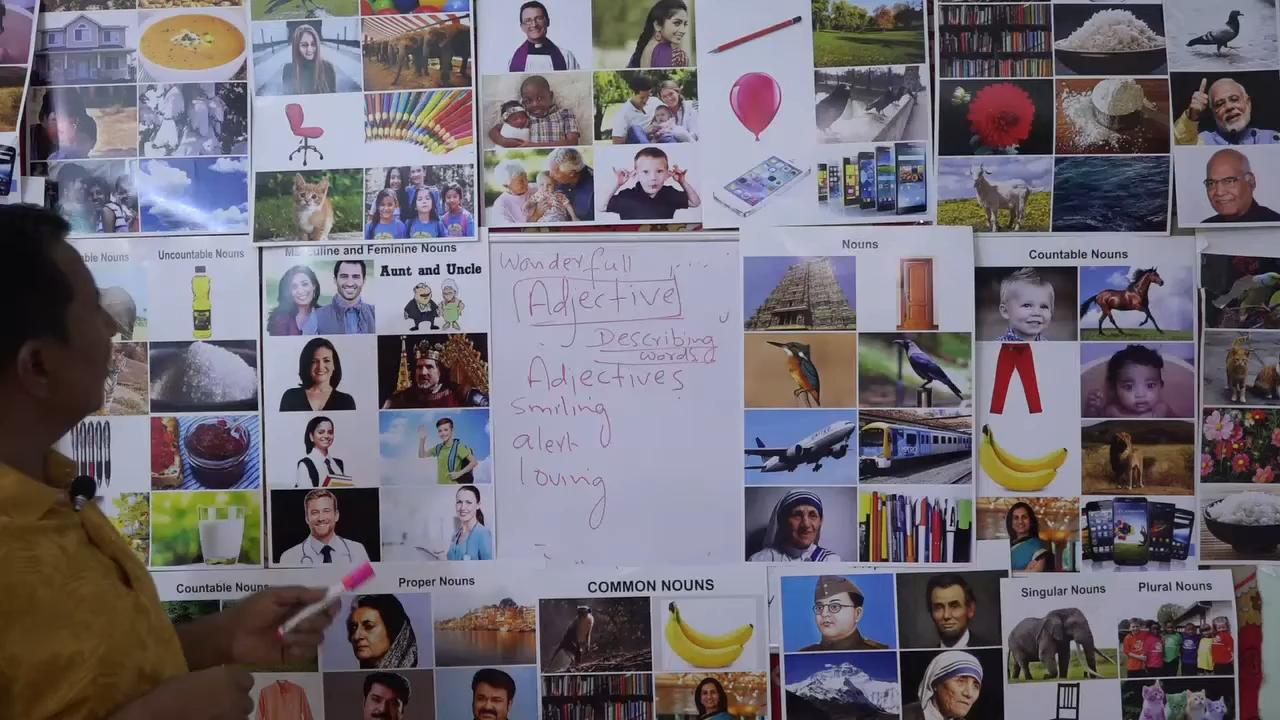 Uncountable Nouns
Masculine and Feminine Nouns
Aunt and Uncle
Wonderfull
Adjective
Describing
words
Adjectives
Smiling
alert
loving
Nouns
Countable Nouns
Countable Nouns
Proper Nouns
COMMON NOUNS
Singular Nouns
Plural Nouns